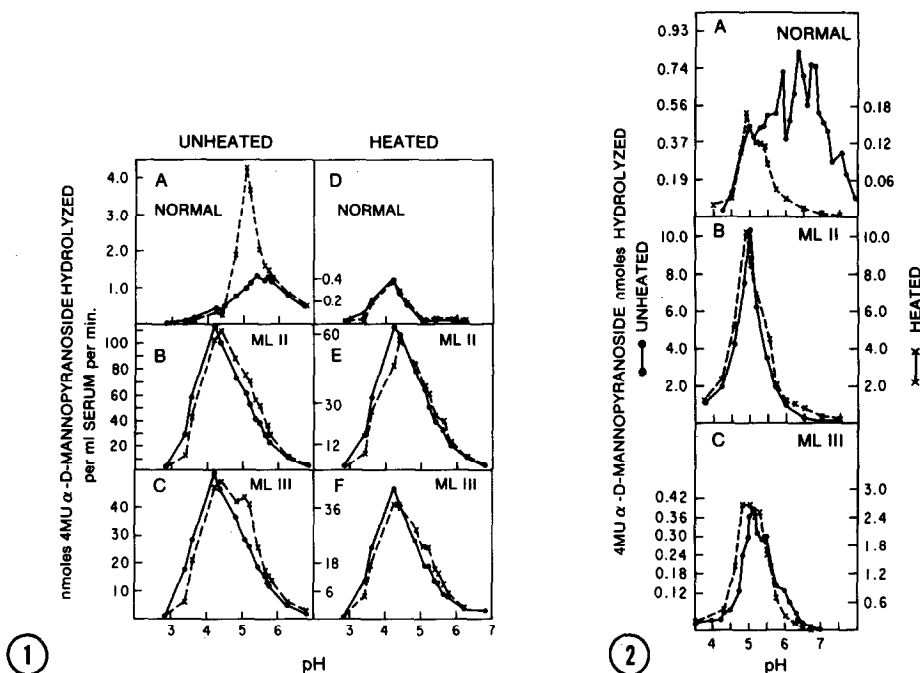 UNHEATED
HEATED
nmoles 4MU α-D-MANNOPYRANOSIDE HYDROLYZED
per ml SERUM per min.
A
NORMAL
4.0
3.0
2.0
1.0
D
NORMAL
0.4
0.2
B
ML II
100
80
60
40
20
E
ML II
60
30
12
C
ML III
40
30
20
10
F
ML III
36
18
6
3 4 5 6 7
3 4 5 6 7
pH
1
4MU α-D-MANNOPYRANOSIDE nmoles HYDROLYZED
UNHEATED
HEATED
A
NORMAL
0.93
0.74
0.56
0.37
0.19
0.18
0.12
0.06
B
ML II
10.0
8.0
6.0
4.0
2.0
10.0
8.0
6.0
4.0
2.0
C
ML III
0.42
0.36
0.30
0.24
0.18
0.12
3.0
2.4
1.8
1.2
0.6
4 5 6 7
pH
2